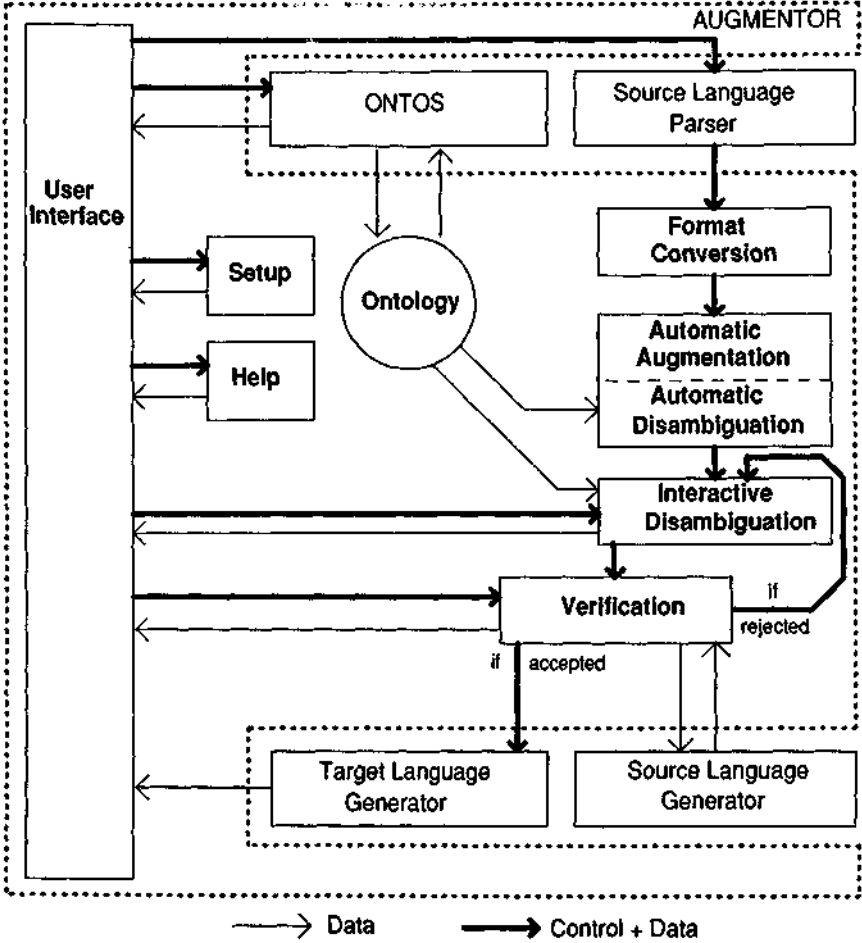 AUGMENTOR
ONTOS
Source Language
Parser
User
Interface
Format
Conversion
Setup
Ontology
Automatic
Augmentation
Help
Automatic
Disambiguation
Interactive
Disambiguation
Verification
if
rejected
if accepted
Target Language
Generator
Source Language
Generator
Data
Control + Data